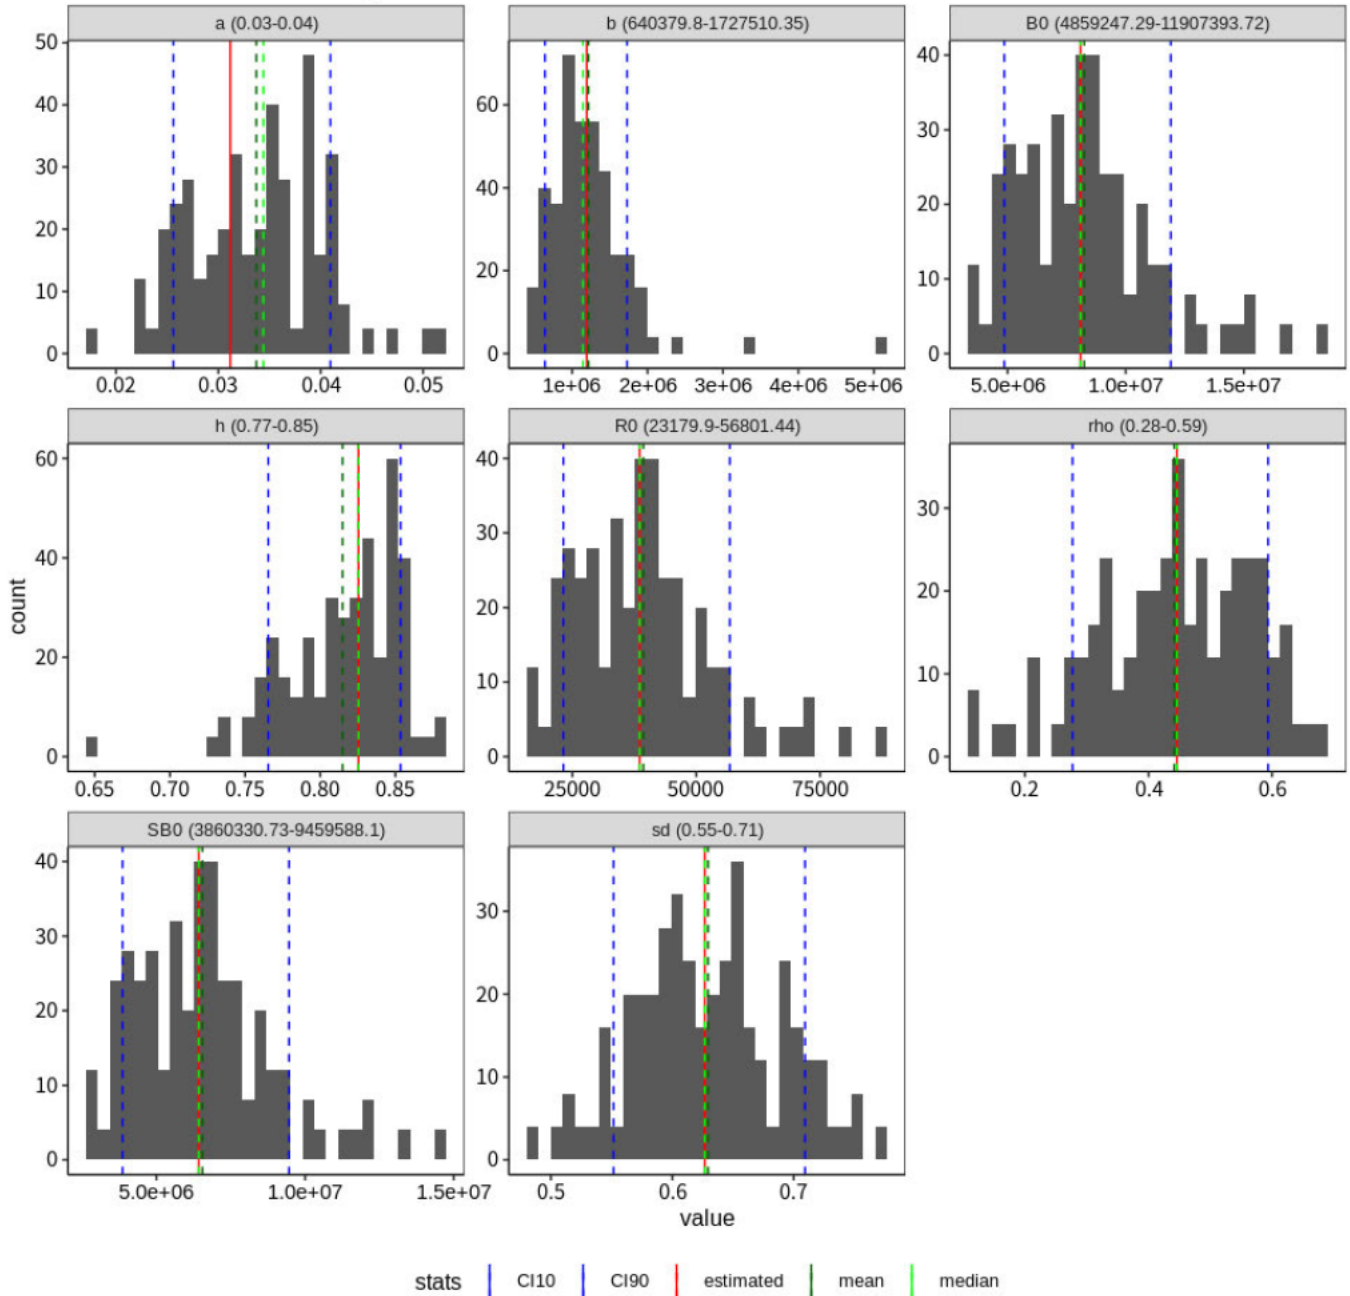 a (0.03-0.04)
b (640379.8-1727510.35)
B0 (4859247.29-11907393.72)
50
40
30
20
10
0
60
40
20
0
40
30
20
10
0
0.02 0.03 0.04 0.05
1e+06 2e+06 3e+06 4e+06 5e+06
5.0e+06 1.0e+07 1.5e+07
h (0.77-0.85)
R0 (23179.9-56801.44)
rho (0.28-0.59)
count
60
40
20
0
40
30
20
10
0
30
20
10
0
0.65 0.70 0.75 0.80 0.85
25000 50000 75000
0.2 0.4 0.6
SB0 (3860330.73-9459588.1)
sd (0.55-0.71)
40
30
20
10
0
30
20
10
0
5.0e+06 1.0e+07 1.5e+07
0.5 0.6 0.7
value
stats CI10 CI90 estimated mean median